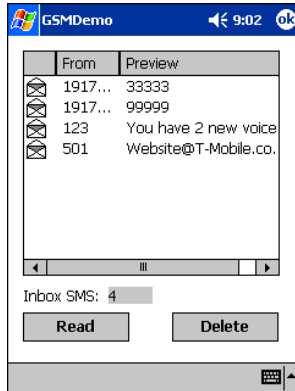 GSMDemo 9:02 ok
From Preview
1917... 33333
1917... 99999
123 You have 2 new voice
501 Website@T-Mobile.co.
Inbox SMS: 4
Read Delete